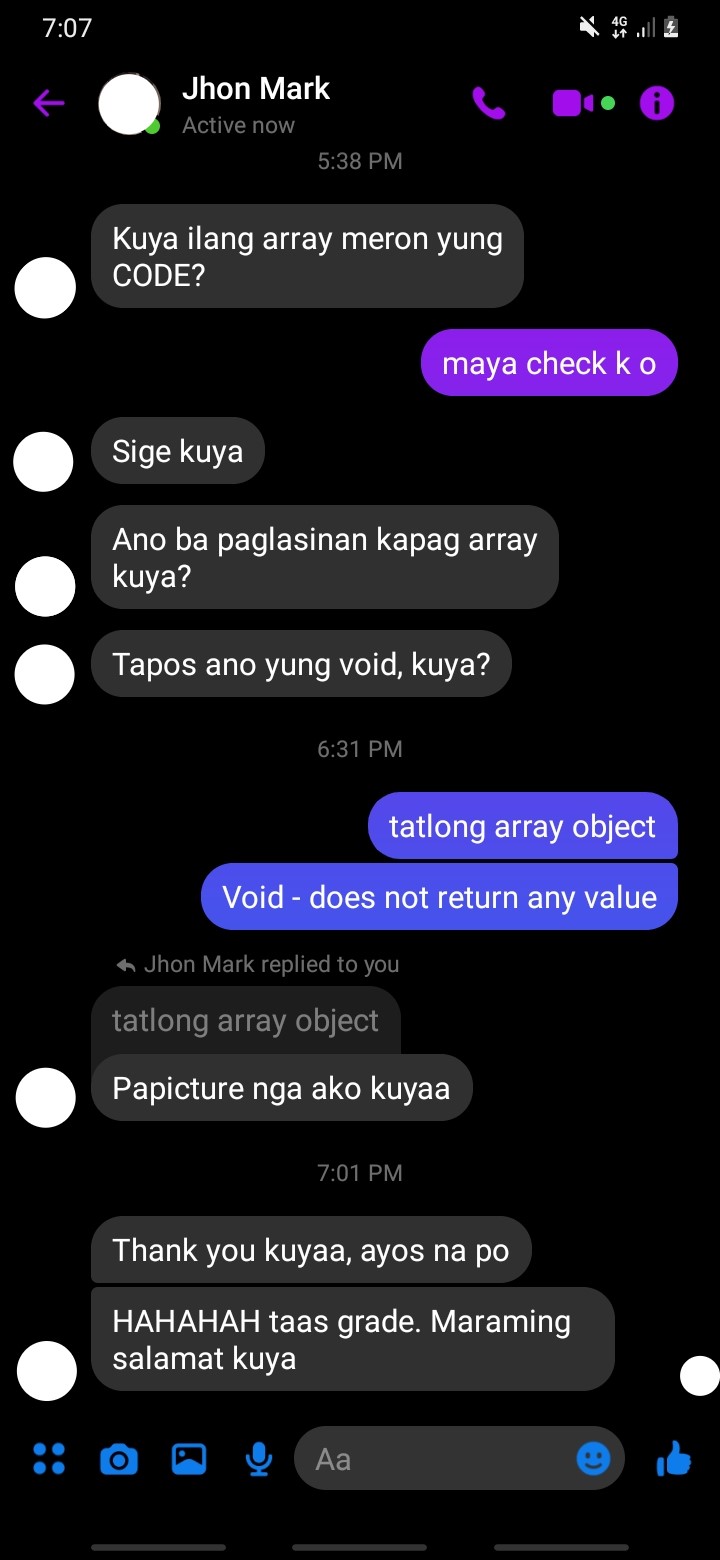 7:07
4G
Jhon Mark
Active now
5:38 PM
Kuya ilang array meron yung
CODE?
maya check k o
Sige kuya
Ano ba paglasinan kapag array
kuya?
Tapos ano yung void, kuya?
6:31 PM
tatlong array object
Void - does not return any value
Jhon Mark replied to you
tatlong array object
Papicture nga ako kuyaa
7:01 PM
Thank you kuyaa, ayos na po
HAHAHAH taas grade. Maraming
salamat kuya
Aa